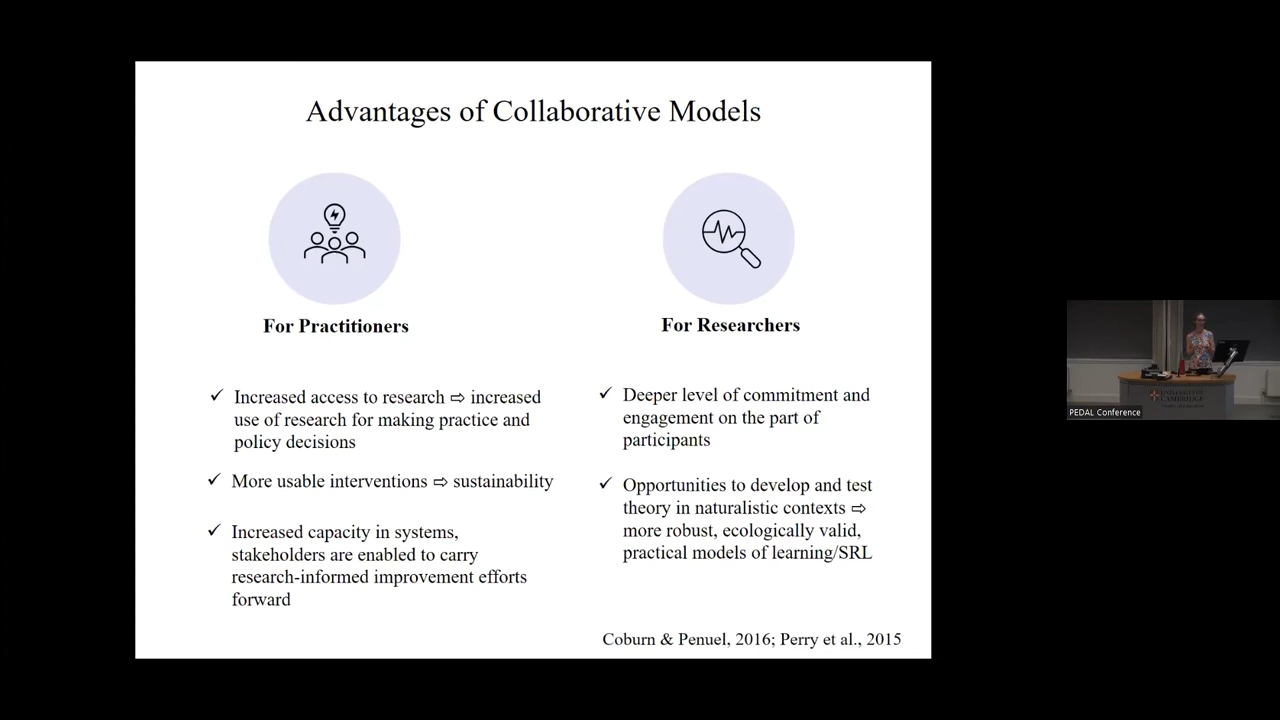 Advantages of Collaborative Models
For Practitioners
✓ Increased access to research ⇨ increased
use of research for making practice and
policy decisions
✓ More usable interventions ⇨ sustainability
✓ Increased capacity in systems,
stakeholders are enabled to carry
research-informed improvement efforts
forward
For Researchers
✓ Deeper level of commitment and
engagement on the part of
participants
✓ Opportunities to develop and test
theory in naturalistic contexts ⇨
more robust, ecologically valid,
practical models of learning/SRL
Coburn & Penuel, 2016; Perry et al., 2015
PEDAL Conference
UNIVERSITY OF
CAMBRIDGE